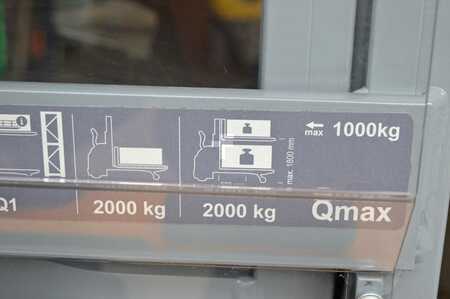 max 1000kg
max. 1800 mm
Q1 2000 kg 2000 kg Qmax